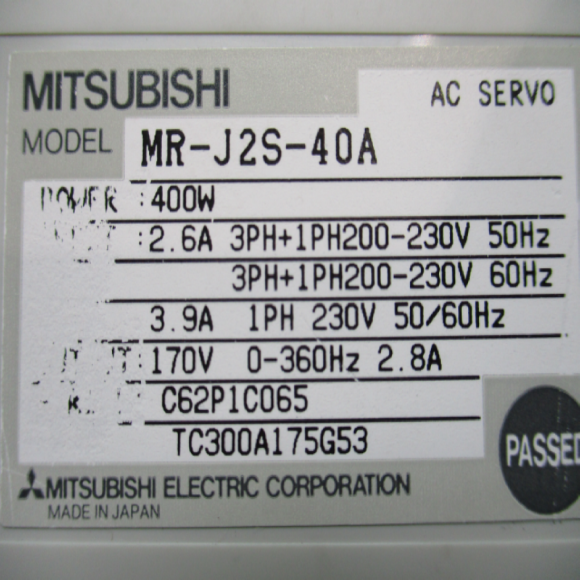 MITSUBISHI
AC SERVO
MODEL MR-J2S-40A
POWER :400W
:2.6A 3PH+1PH200-230V 50Hz
3PH+1PH200-230V 60Hz
3.9A 1PH 230V 50/60Hz
:170V 0-360Hz 2.8A
C62P1C065
TC300A175G53
PASSED
MITSUBISHI ELECTRIC CORPORATION
MADE IN JAPAN